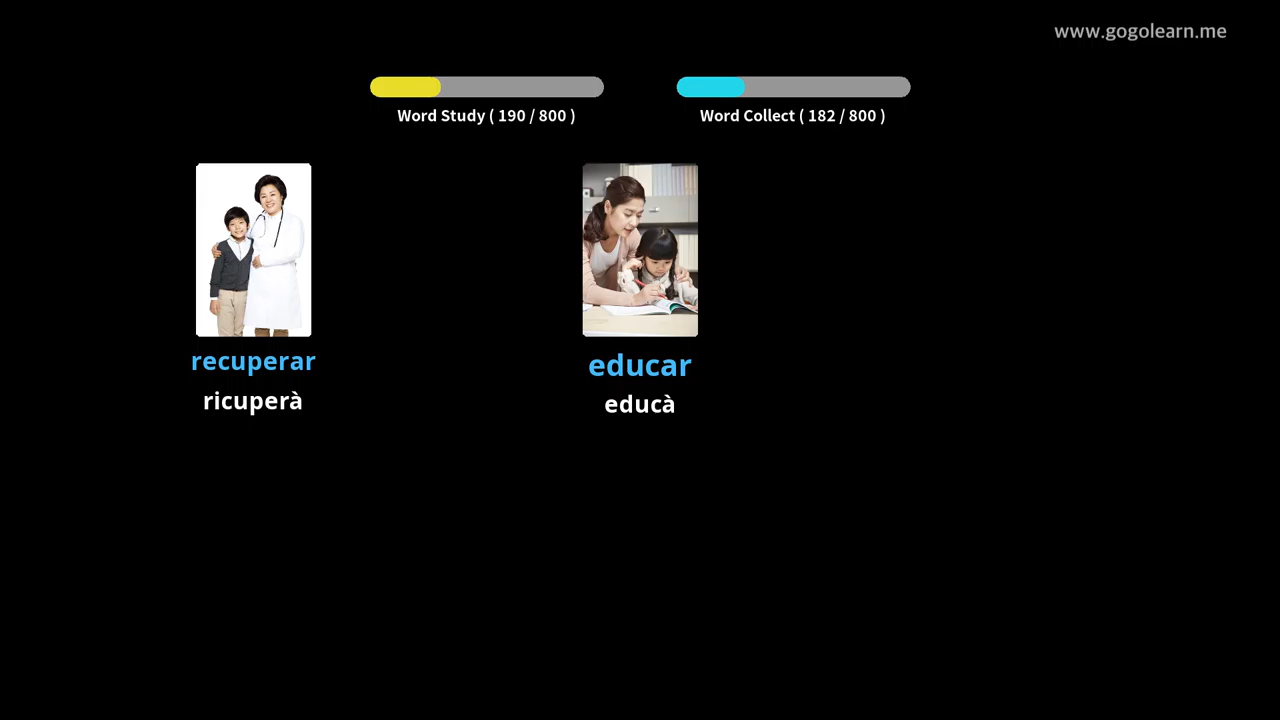 www.gogolearn.me
Word Study ( 190 / 800 )
Word Collect ( 182 / 800 )
recuperar
ricuperà
educar
educà